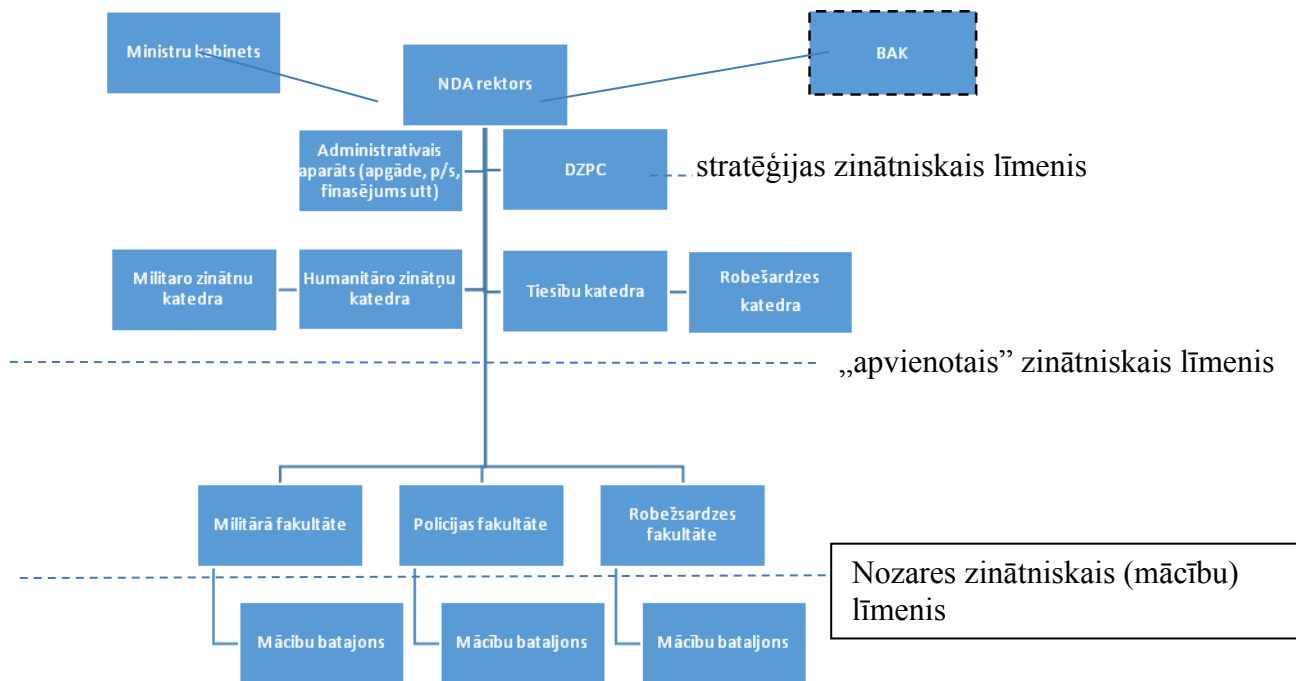 Ministru kabinets
NDA rektors
BAK
Administratīvais
aparāts (apgāde, p/s,
finasējums utt)
DZPC
stratēģijas zinātniskais līmenis
Militaro zinātnu
katedra
Humanitāro zinātņu
katedra
Tiesību katedra
Robešardzes
katedra
„apvienotais” zinātniskais līmenis
Militārā fakultāte
Policijas fakultāte
Robežsardzes
fakultāte
Nozares zinātniskais (mācību)
līmenis
Mācibu batajons
Mācību bataljons
Mācību bataljons